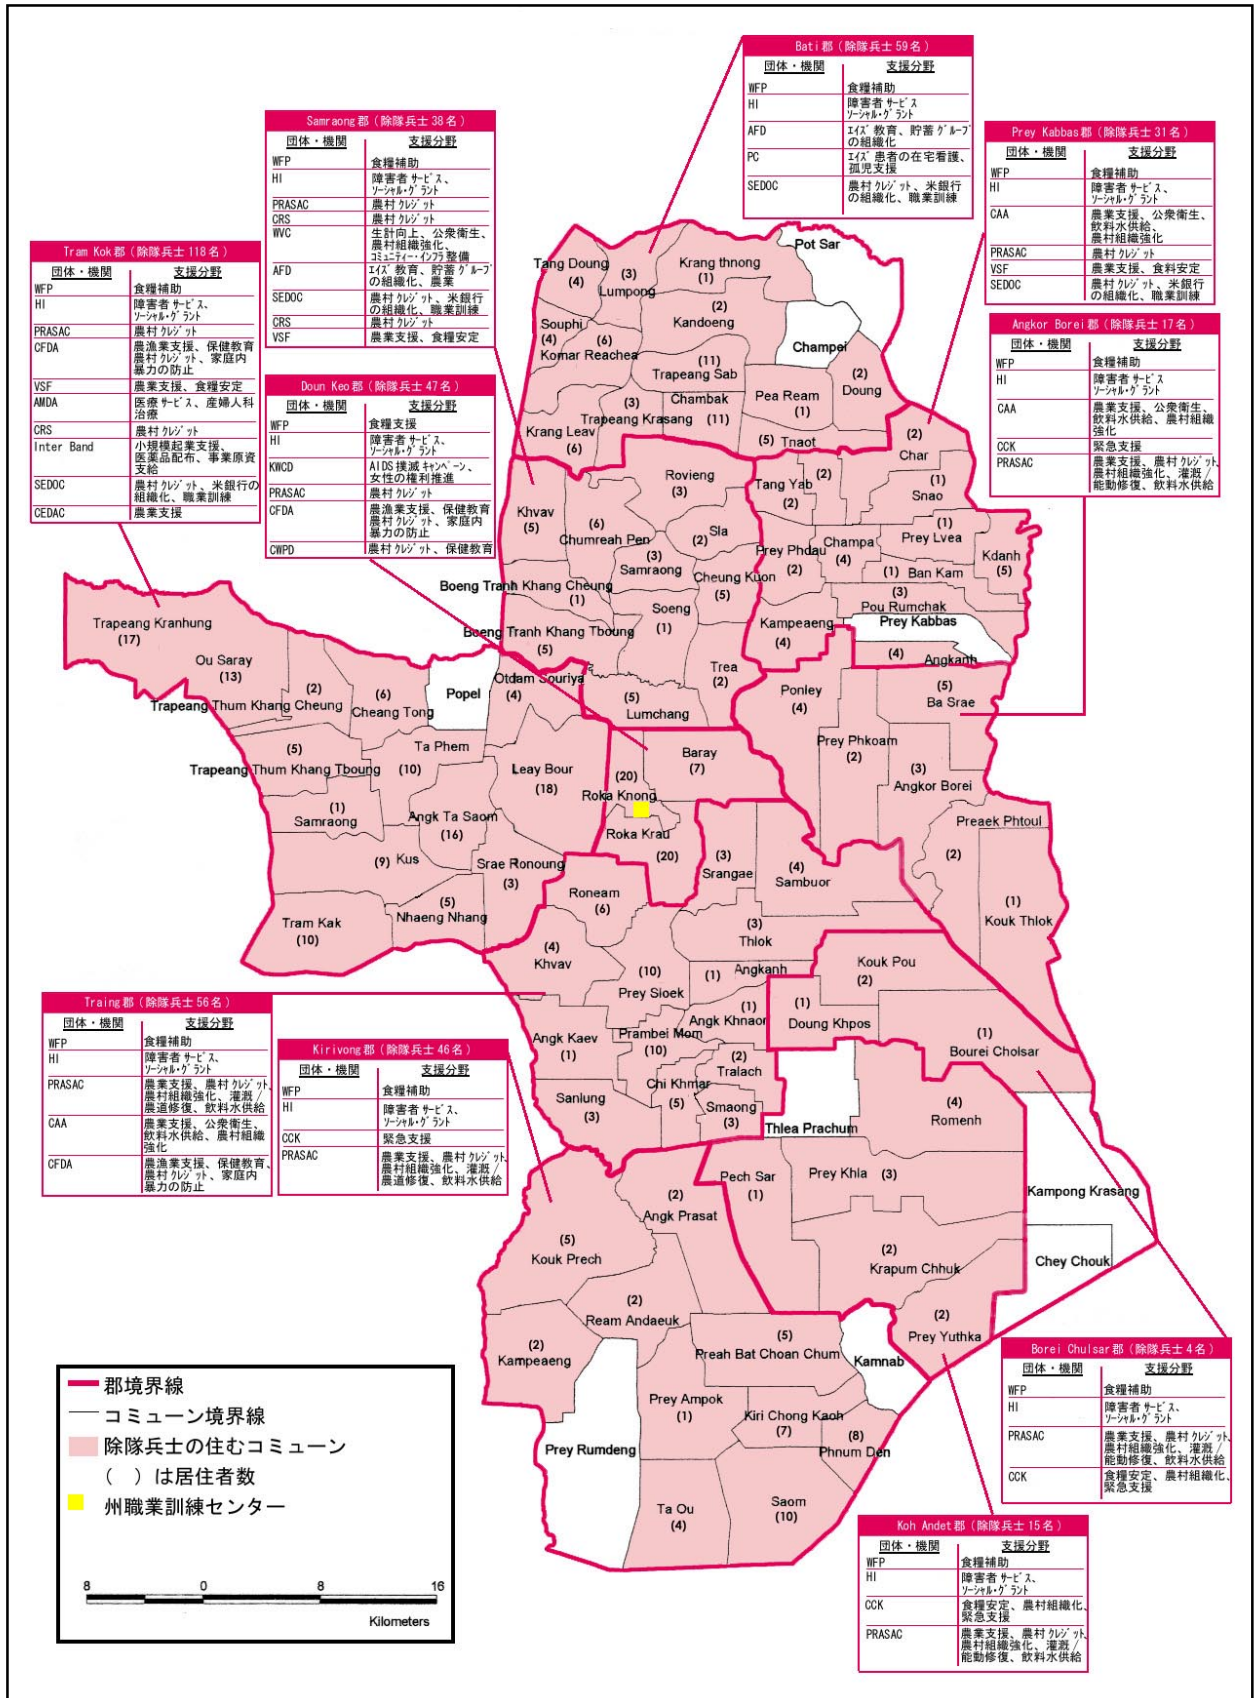 Bati郡（除隊兵士59名）
団体・機関 支援分野
WFP 食糧補助
HI 障害者サービス
ソーシャル・グラント
AFD エイズ教育、貯蓄グループ
の組織化
PC エイズ患者の在宅看護、
孤児支援
SEDOC 農村クレジット、米銀行
の組織化、職業訓練
Samraong郡（除隊兵士38名）
団体・機関 支援分野
WFP 食糧補助
HI 障害者サービス、
ソーシャル・グラント
PRASAC 農村クレジット
CRS 農村クレジット
WVC 生計向上、公衆衛生、
農村組織強化、
コミュニティー・インフラ整備
AFD エイズ教育、貯蓄グループ
の組織化、農業
SEDOC 農村クレジット、米銀行
の組織化、職業訓練
CRS 農村クレジット
VSF 農業支援、食糧安定
Prey Kabbas郡（除隊兵士31名）
団体・機関 支援分野
WFP 食糧補助
HI 障害者サービス、
ソーシャル・グラント
CAA 農業支援、公衆衛生、
飲料水供給、
農村組織強化
PRASAC 農村クレジット
VSF 農業支援、食料安定
SEDOC 農村クレジット、米銀行
の組織化、職業訓練
Tram Kok郡（除隊兵士118名）
団体・機関 支援分野
WFP 食糧補助
HI 障害者サービス、
ソーシャル・グラント
PRASAC 農村クレジット
CFDA 農漁業支援、保健教育
農村クレジット、家庭内
暴力の防止
VSF 農業支援、食糧安定
AMDA 医療サービス、産婦人科
治療
CRS 農村クレジット
Inter Band 小規模起業支援、
医薬品配布、事業原資
支給
SEDOC 農村クレジット、米銀行の
組織化、職業訓練
CEDAC 農業支援
Angkor Borei郡（除隊兵士17名）
団体・機関 支援分野
WFP 食糧補助
HI 障害者サービス
ソーシャル・グラント
CAA 農業支援、公衆衛生、
飲料水供給、農村組織
強化
CCK 緊急支援
PRASAC 農業支援、農村クレジット、
農村組織強化、灌漑/
能動修復、飲料水供給
Doun Keo郡（除隊兵士47名）
団体・機関 支援分野
WFP 食糧支援
HI 障害者サービス、
ソーシャル・グラント
KWCD AIDS撲滅キャンペーン、
女性の権利推進
PRASAC 農村クレジット
CFDA 農漁業支援、保健教育
農村クレジット、家庭内
暴力の防止
CWPD 農村クレジット、保健教育
Pot Sar
Tang Doung
(4)
(3)
Lumpong
Krang thnong
(1)
Souphi
(4)
(6)
Komar Reachea
(2)
Kandoeng
Champei
(11)
Trapeang Sab
(2)
Doung
(3)
Trapeang Krasang
Chambak
(11)
Pea Ream
(1)
Krang Leav
(6)
(5) Tnaot
(2)
Char
Rovieng
(3)
Tang Yab
(2)
(2)
(1)
Snao
Khvav
(5)
(6)
Chumreah Pen
Sla
(2)
(1)
Prey Lvea
Kdanh
(5)
(3)
Samraong
Prey Phdau
(2)
Champa
(4)
(1) Ban Kam
Boeng Tranh Khang Cheung
(1)
Cheung Kuon
(5)
(3)
Pou Rumchak
Soeng
(1)
Prey Kabbas
Boeng Tranh Khang Tboung
(5)
Kampeaeng
(4)
(4) Angkanh
Trapeang Kranhung
(17)
Ou Saray
(13)
(2)
Trapeang Thum Khang Cheung
(6)
Cheang Tong
Popel
Otdam Souriya
(4)
Trea
(2)
(5)
Lumchang
Ponley
(4)
(5)
Ba Srae
(5)
Trapeang Thum Khang Tboung
Ta Phem
(10)
Leay Bour
(18)
Baray
(7)
(20)
Roka Knong
Prey Phkoam
(2)
(3)
Angkor Borei
(1)
Samraong
Angk Ta Saom
(16)
Roka Krau
(20)
Preaek Phtoul
(2)
(9) Kus
Srae Ronoung
(3)
(3)
Srangae
(4)
Sambuor
(1)
Kouk Thlok
Tram Kak
(10)
(5)
Nhaeng Nhang
Roneam
(6)
(3)
Thlok
(4)
Khvav
(10)
Prey Sloek
(1) Angkanh
Kouk Pou
(2)
(1)
Angk Khnaor
(1)
Doung Khpos
(1)
Bourei Cholsar
Angk Kaev
(1)
Prambei Mom
(10)
(2)
Tralach
Chi Khmar
(5)
Sanlung
(3)
Smaong
(3)
Thlea Prachum
(4)
Romenh
Traing郡（除隊兵士56名）
団体・機関 支援分野
WFP 食糧補助
HI 障害者サービス、
ソーシャル・グラント
PRASAC 農業支援、農村クレジット、
農村組織強化、灌漑/
農道修復、飲料水供給
CAA 農業支援、公衆衛生、
飲料水供給、農村組織
強化
CFDA 農漁業支援、保健教育、
農村クレジット、家庭内
暴力の防止
Kirivong郡（除隊兵士46名）
団体・機関 支援分野
WFP 食糧補助
HI 障害者サービス、
ソーシャル・グラント
CCK 緊急支援
PRASAC 農業支援、農村クレジット、
農村組織強化、灌漑/
農道修復、飲料水供給
Pech Sar
(1)
Prey Khla (3)
Kampong Krasang
(2)
Angk Prasat
(5)
Kouk Prech
(2)
Krapum Chhuk
Chey Chouk
(2)
Ream Andaeuk
(2)
Prey Yuthka
(2)
Kampeaeng
(5)
Preah Bat Choan Chum
Kamnab
Prey Ampok
(1)
Kiri Chong Kaoh
(7)
(8)
Phnum Den
Prey Rumdeng
Ta Ou
(4)
Saom
(10)
Borei Chulsar郡（除隊兵士4名）
団体・機関 支援分野
WFP 食糧補助
HI 障害者サービス、
ソーシャル・グラント
PRASAC 農業支援、農村クレジット、
農村組織強化、灌漑/
能動修復、飲料水供給
CCK 食糧安定、農村組織化、
緊急支援
Koh Andet郡（除隊兵士15名）
団体・機関 支援分野
WFP 食糧補助
HI 障害者サービス、
ソーシャル・グラント
CCK 食糧安定、農村組織化、
緊急支援
PRASAC 農業支援、農村クレジット、
農村組織強化、灌漑/
能動修復、飲料水供給
郡境界線
コミューン境界線
除隊兵士の住むコミューン
（ ）は居住者数
州職業訓練センター
8 0 8 16
Kilometers